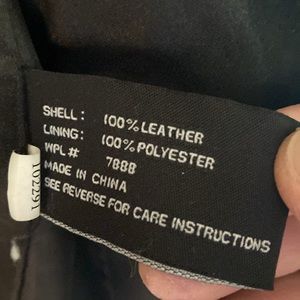 SHELL: 100% LEATHER
LINING: 100% POLYESTER
WPL# 7888
MADE IN CHINA
SEE REVERSE FOR CARE INSTRUCTIONS